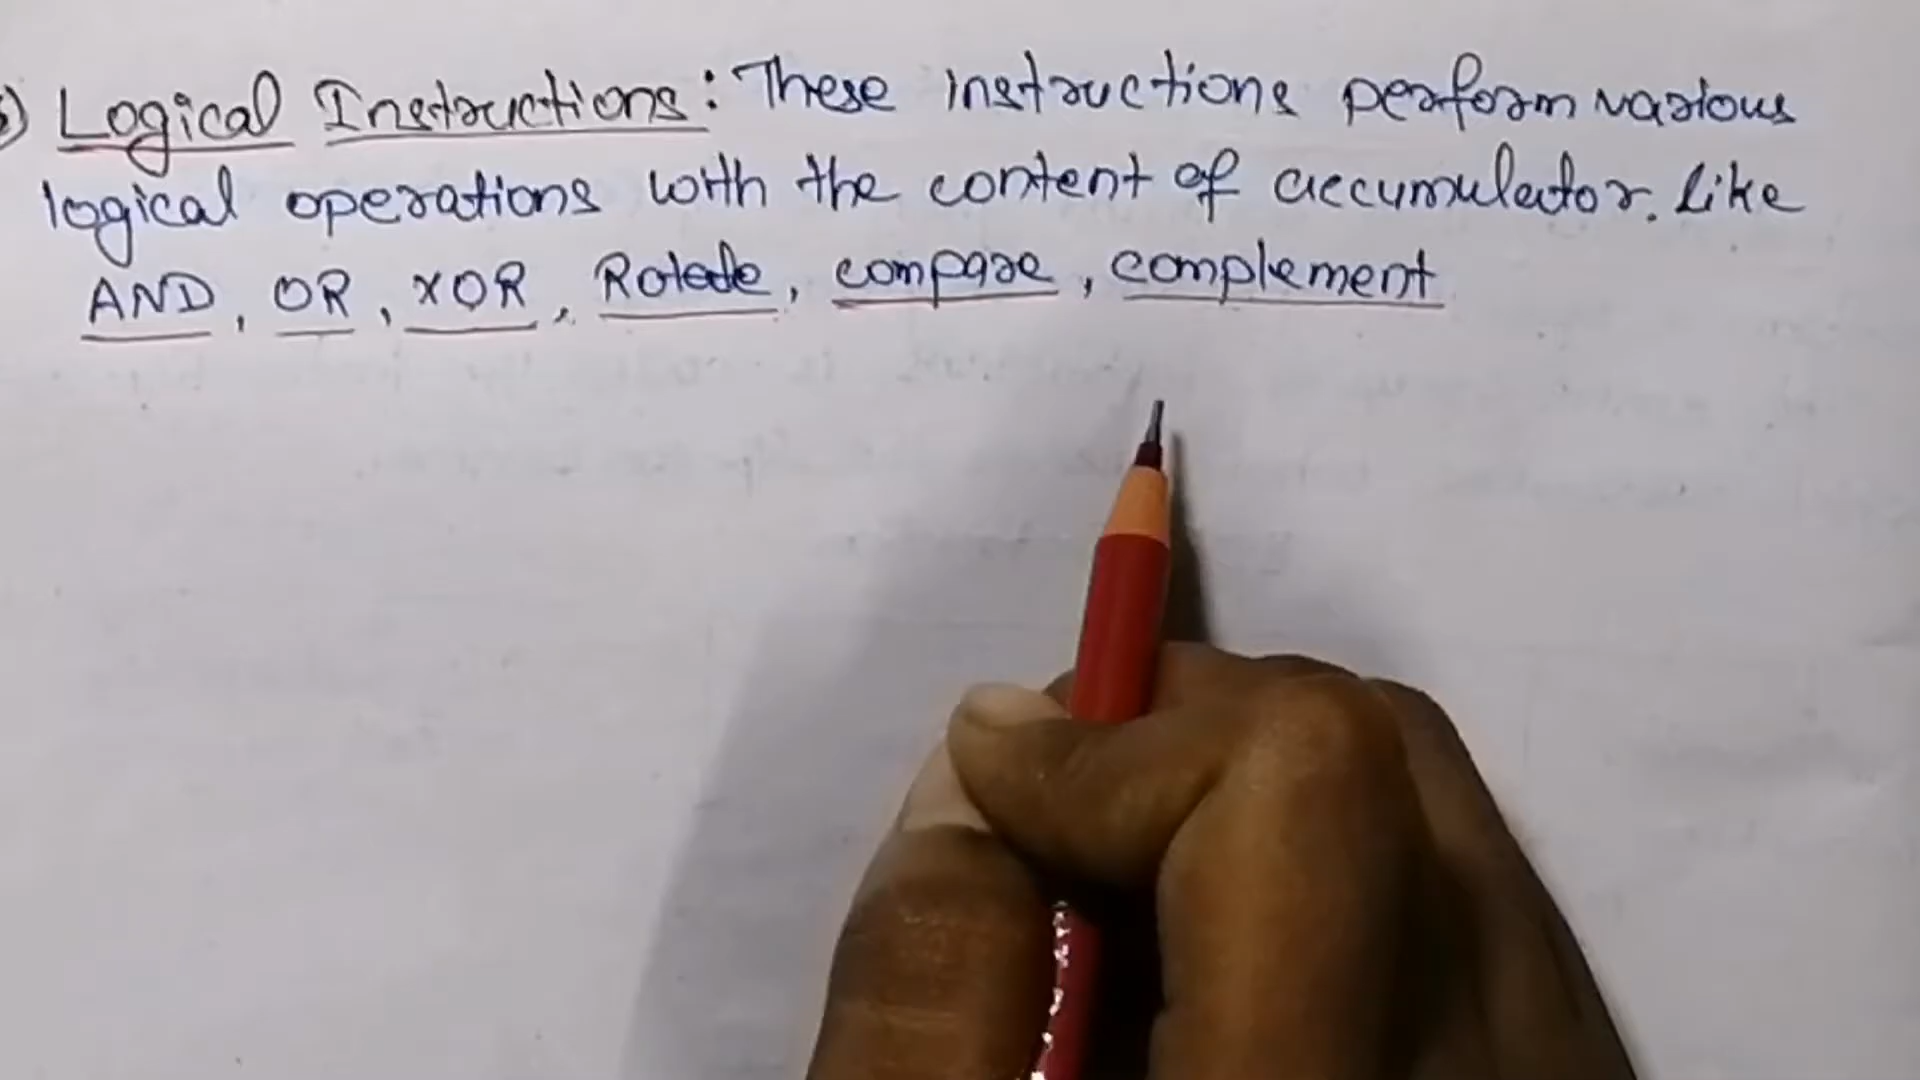 Logical Instructions: These instructions perform various
logical operations with the content of accumulator. Like
AND, OR, XOR, Rotate, compare, complement